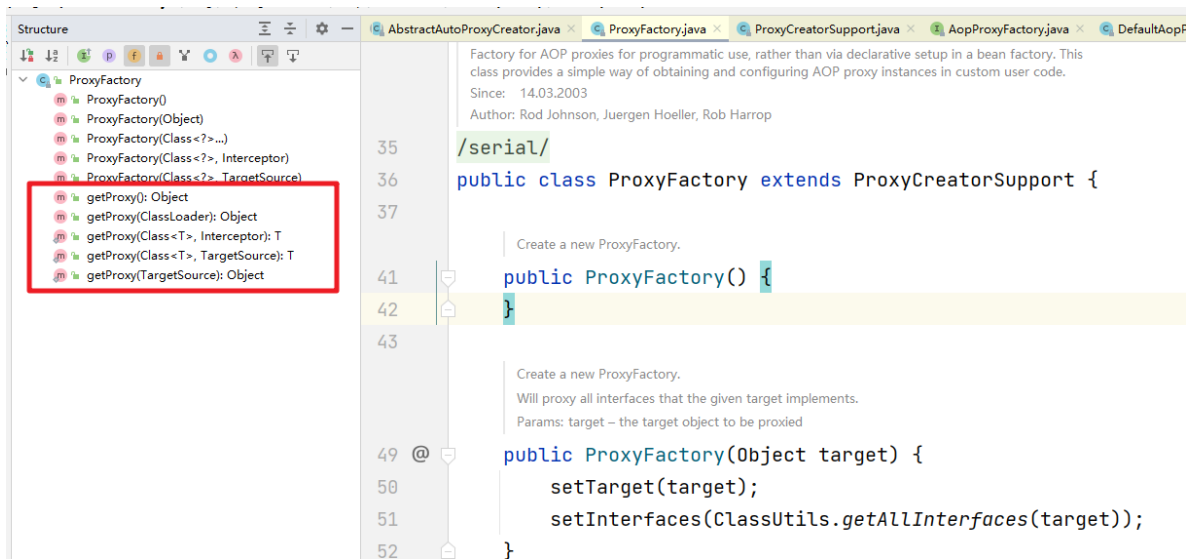 Structure
AbstractAutoProxyCreator.java
ProxyFactory.java
ProxyCreatorSupport.java
AopProxyFactory.java
DefaultAopP
ProxyFactory
ProxyFactory()
ProxyFactory(Object)
ProxyFactory(Class<?>...)
ProxyFactory(Class<?>, Interceptor)
ProxyFactory(Class<?>, TargetSource)
getProxy(): Object
getProxy(ClassLoader): Object
getProxy(Class<T>, Interceptor): T
getProxy(Class<T>, TargetSource): T
getProxy(TargetSource): Object
Factory for AOP proxies for programmatic use, rather than via declarative setup in a bean factory. This
class provides a simple way of obtaining and configuring AOP proxy instances in custom user code.
Since: 14.03.2003
Author: Rod Johnson, Juergen Hoeller, Rob Harrop
35 /serial/
36 public class ProxyFactory extends ProxyCreatorSupport {
37
Create a new ProxyFactory.
41 public ProxyFactory() {
42 }
43
Create a new ProxyFactory.
Will proxy all interfaces that the given target implements.
Params: target – the target object to be proxied
49 @ public ProxyFactory(Object target) {
50 setTarget(target);
51 setInterfaces(ClassUtils.getAllInterfaces(target));
52 }